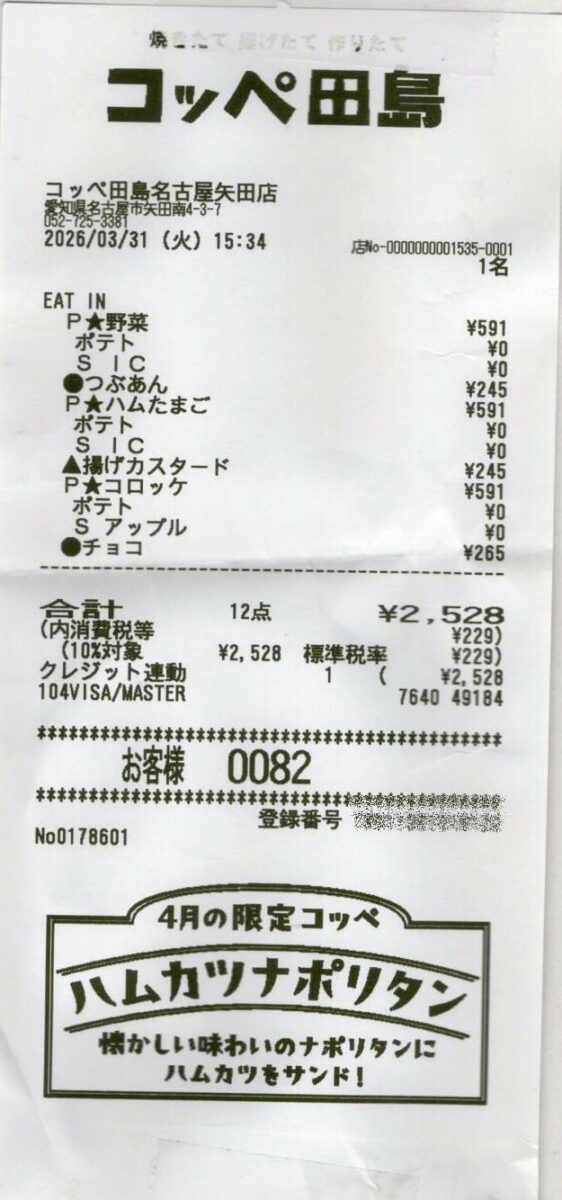 焼きたて 揚げたて 作りたて
コッペ田島
コッペ田島名古屋矢田店
愛知県名古屋市矢田南4-3-7
052-725-3381
2026/03/31 (火) 15:34
店No-0000000001535-0001
1名
EAT IN
P★野菜 ¥591
ポテト ¥0
S IC ¥0
●つぶあん ¥245
P★ハムたまご ¥591
ポテト ¥0
S IC ¥0
▲揚げカスタード ¥245
P★コロッケ ¥591
ポテト ¥0
S アップル ¥0
●チョコ ¥265
合計 12点 ¥2,528
(内消費税等 ¥229)
(10%対象 ¥2,528 標準税率 ¥229)
クレジット連動 1 ( ¥2,528
104VISA/MASTER 7640 49184
お客様 0082
登録番号
No0178601
4月の限定コッペ
ハムカツナポリタン
懐かしい味わいのナポリタンに
ハムカツをサンド!